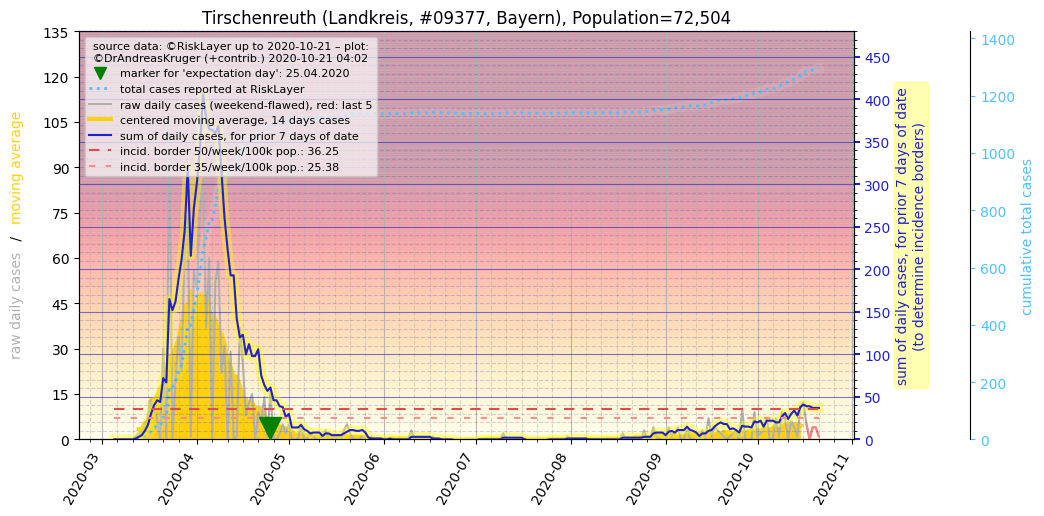 Tirschenreuth (Landkreis, #09377, Bayern), Population=72,504
source data: ©RiskLayer up to 2020-10-21 – plot:
©DrAndreasKruger (+contrib.) 2020-10-21 04:02
marker for 'expectation day': 25.04.2020
total cases reported at RiskLayer
raw daily cases (weekend-flawed), red: last 5
centered moving average, 14 days cases
sum of daily cases, for prior 7 days of date
incid. border 50/week/100k pop.: 36.25
incid. border 35/week/100k pop.: 25.38
raw daily cases / moving average
135
120
105
90
75
60
45
30
15
0
2020-03
2020-04
2020-05
2020-06
2020-07
2020-08
2020-09
2020-10
2020-11
450
400
350
300
250
200
150
100
50
0
sum of daily cases, for prior 7 days of date
(to determine incidence borders)
1400
1200
1000
800
600
400
200
0
cumulative total cases